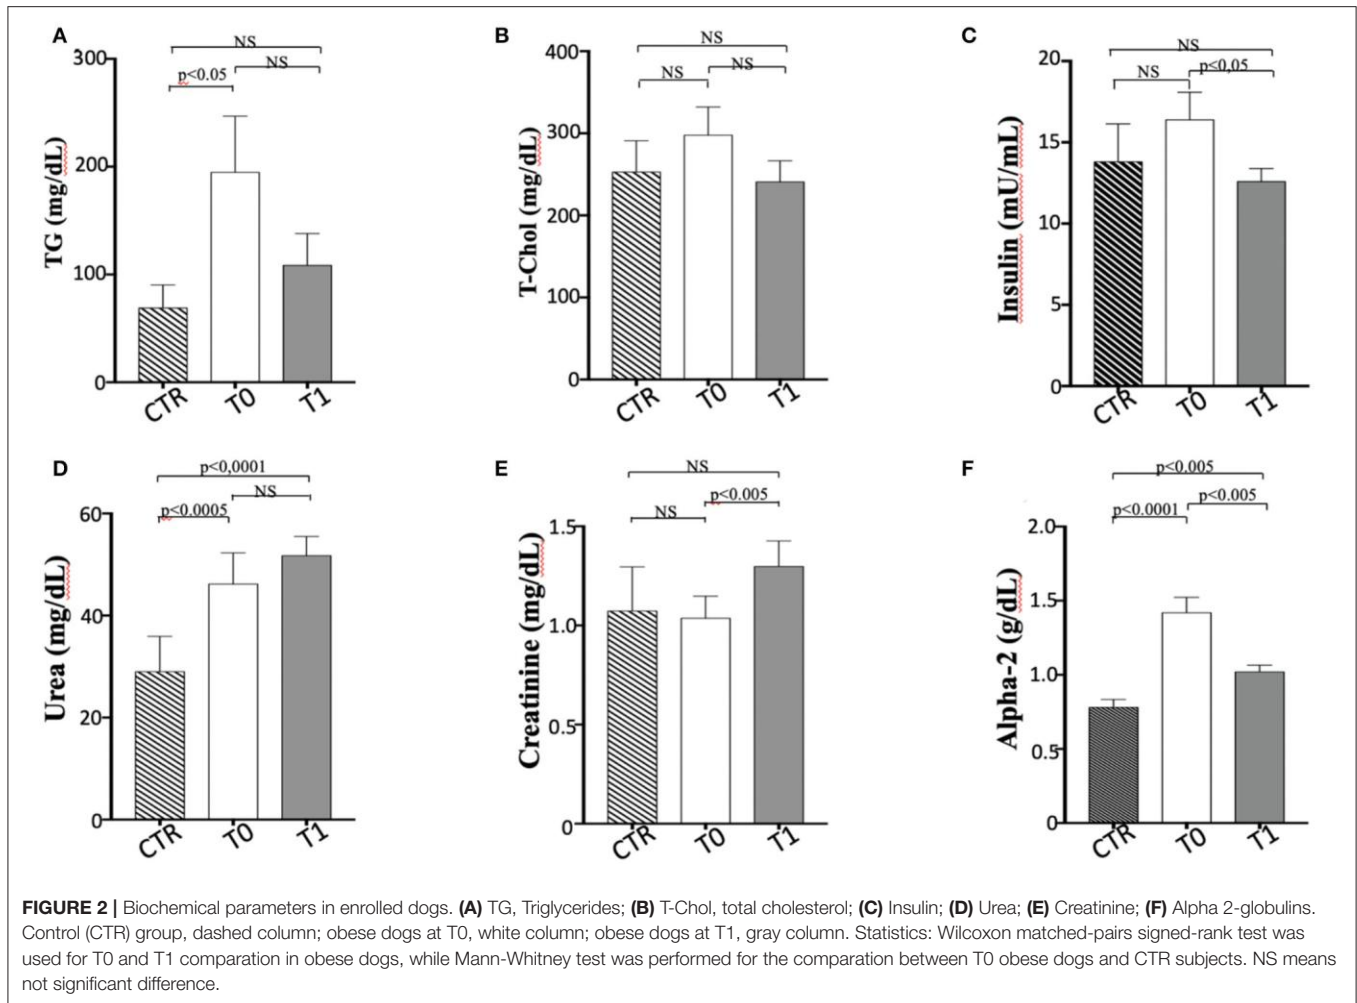 A
NS
NS
p<0.05
300
200
100
0
TG (mg/dL)
CTR T0 T1
B
NS
NS NS
400
300
200
100
0
T-Chol (mg/dL)
CTR T0 T1
C
NS
NS p<0,05
20
15
10
5
0
Insulin (mU/mL)
CTR T0 T1
D
p<0,0001
NS
p<0.0005
60
40
20
0
Urea (mg/dL)
CTR T0 T1
E
NS
p<0.005
NS
1.5
1.0
0.5
0
Creatinine (mg/dL)
CTR T0 T1
F
p<0.005
p<0.005
p<0.0001
2.0
1.5
1.0
0.5
0
Alpha-2 (g/dL)
CTR T0 T1
FIGURE 2 | Biochemical parameters in enrolled dogs. (A) TG, Triglycerides; (B) T-Chol, total cholesterol; (C) Insulin; (D) Urea; (E) Creatinine; (F) Alpha 2-globulins.
Control (CTR) group, dashed column; obese dogs at T0, white column; obese dogs at T1, gray column. Statistics: Wilcoxon matched-pairs signed-rank test was
used for T0 and T1 comparation in obese dogs, while Mann-Whitney test was performed for the comparation between T0 obese dogs and CTR subjects. NS means
not significant difference.